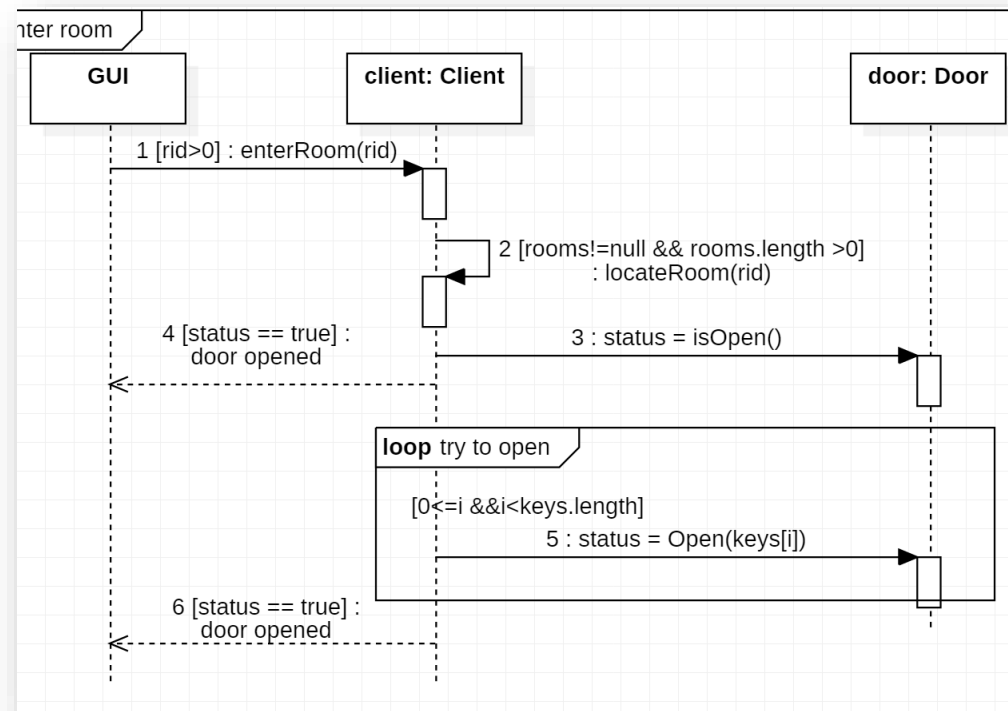 nter room
GUI
client: Client
door: Door
1 [rid>0] : enterRoom(rid)
2 [rooms!=null && rooms.length >0]
: locateRoom(rid)
4 [status == true] :
door opened
3 : status = isOpen()
loop try to open
[0<=i &&i<keys.length]
5 : status = Open(keys[i])
6 [status == true] :
door opened